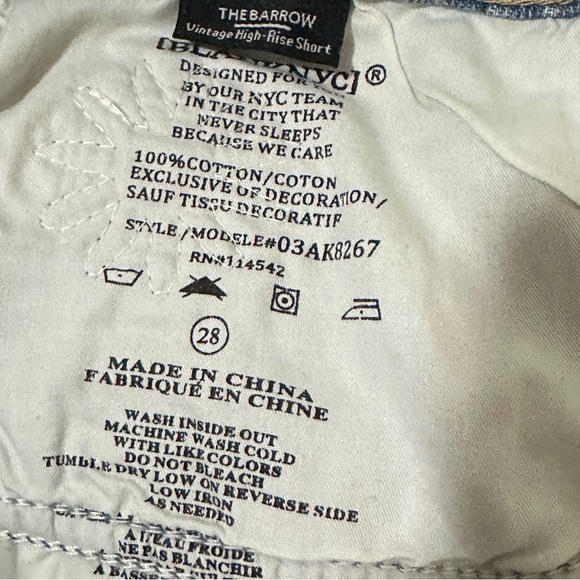 THE BARROW
Vintage High-Rise Short
NYC]®
DESIGNED FOR
BY OUR NYC TEAM
IN THE CITY THAT
NEVER SLEEPS
BECAUSE WE CARE
100% COTTON/COTON
EXCLUSIVE OF DECORATION/
SAUF TISSU DECORATIF
STYLE/MODELE#03AK8267
RN#114542
28
MADE IN CHINA
FABRIQUÉ EN CHINE
WASH INSIDE OUT
MACHINE WASH COLD
WITH LIKE COLORS
DO NOT BLEACH
TUMBLE DRY LOW ON REVERSE SIDE
LOW IRON
AS NEEDED
A L'EAU FROIDE
NE PAS BLANCHIR